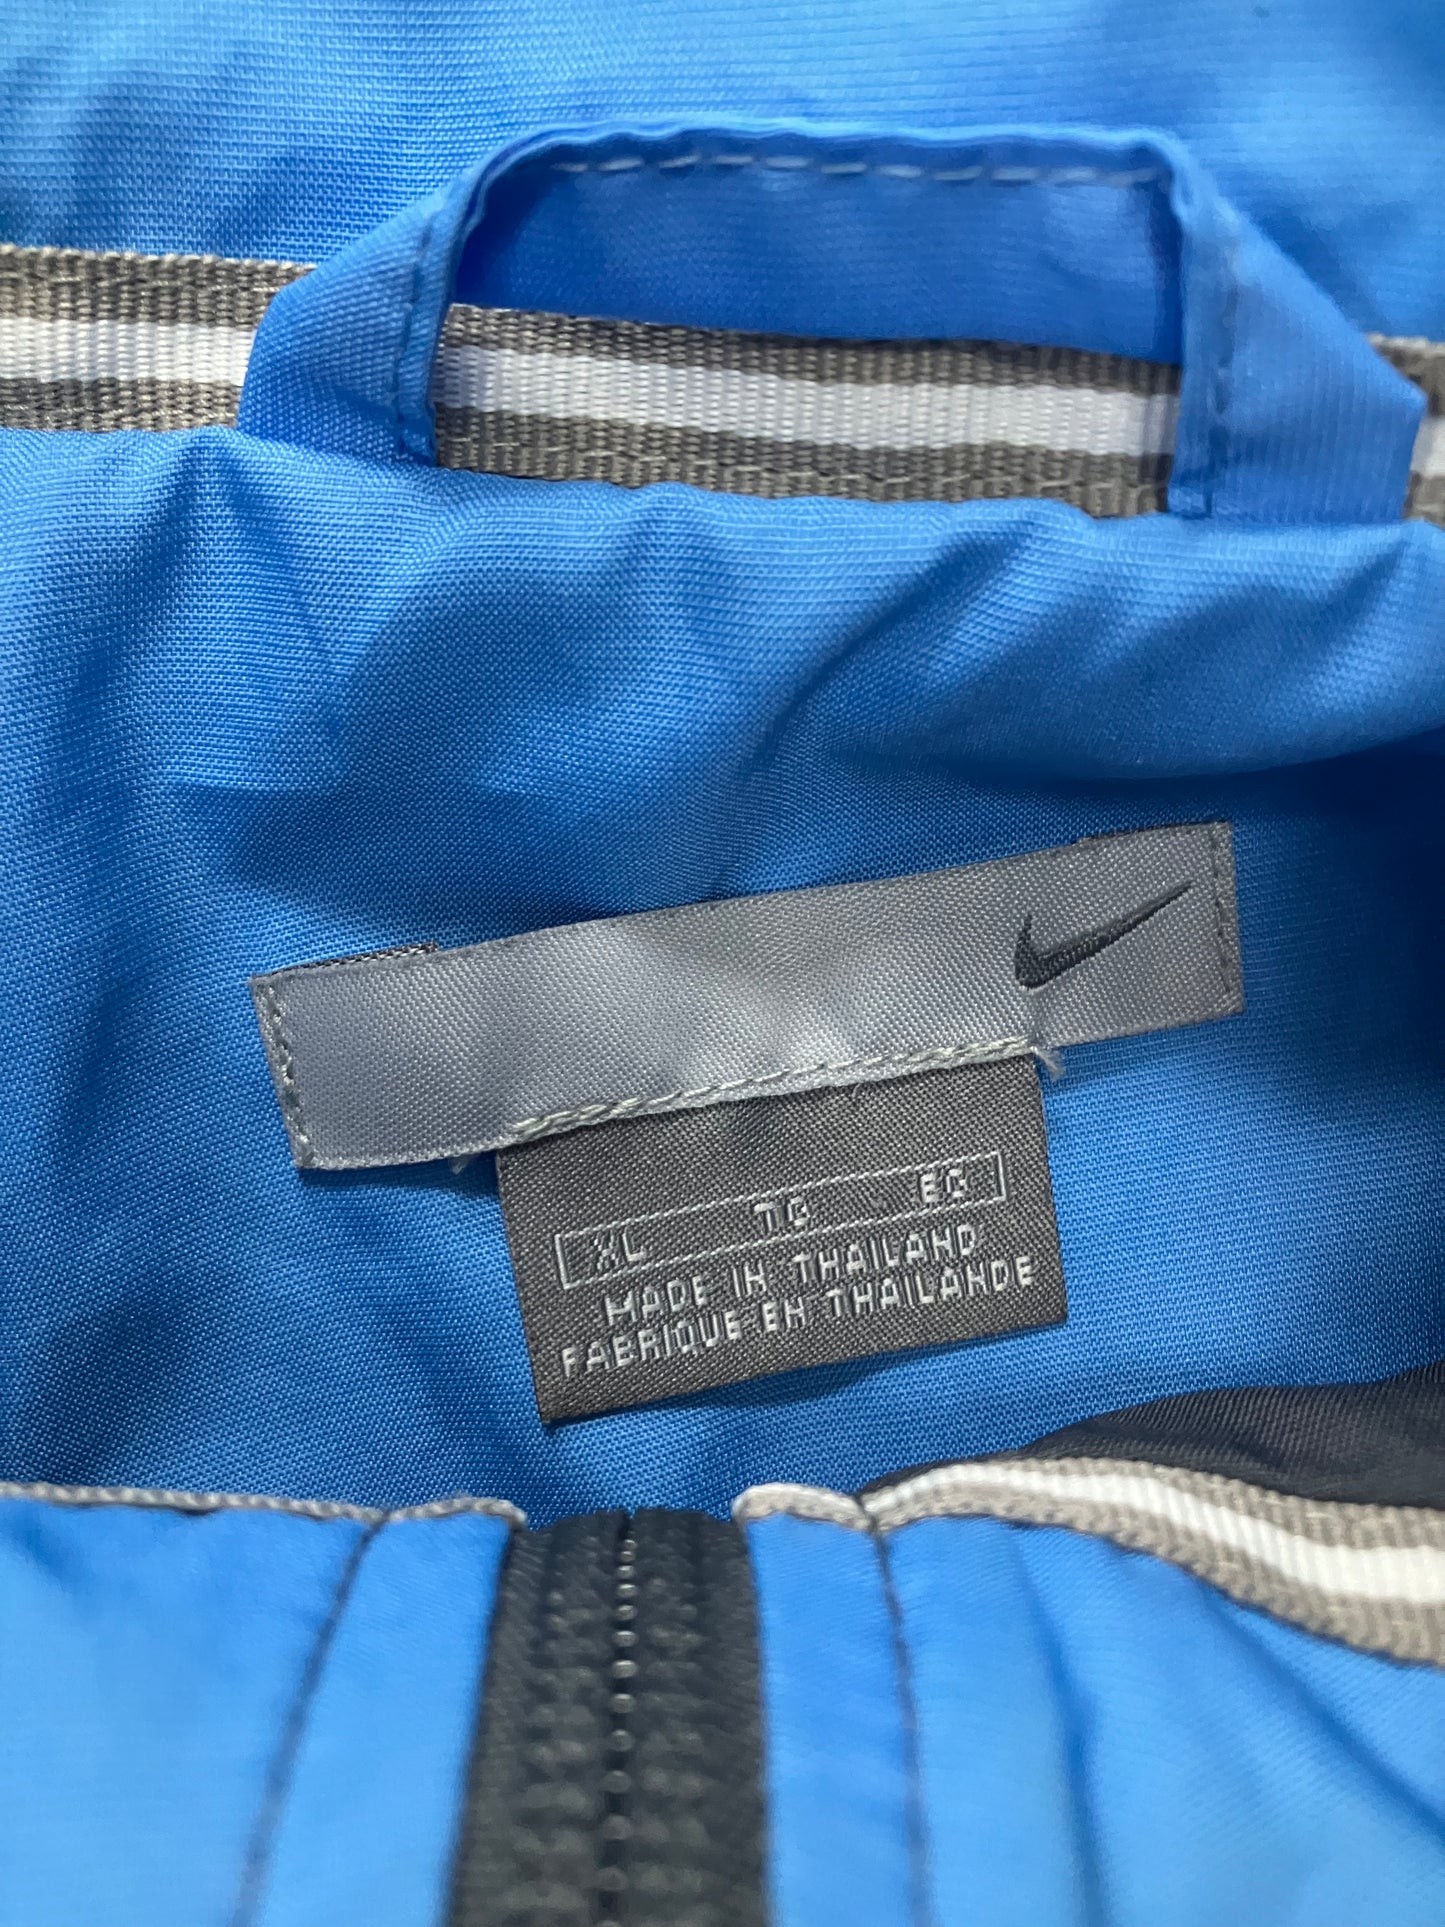 XL TG EG
MADE IN THAILAND
FABRIQUE EN THAILANDE